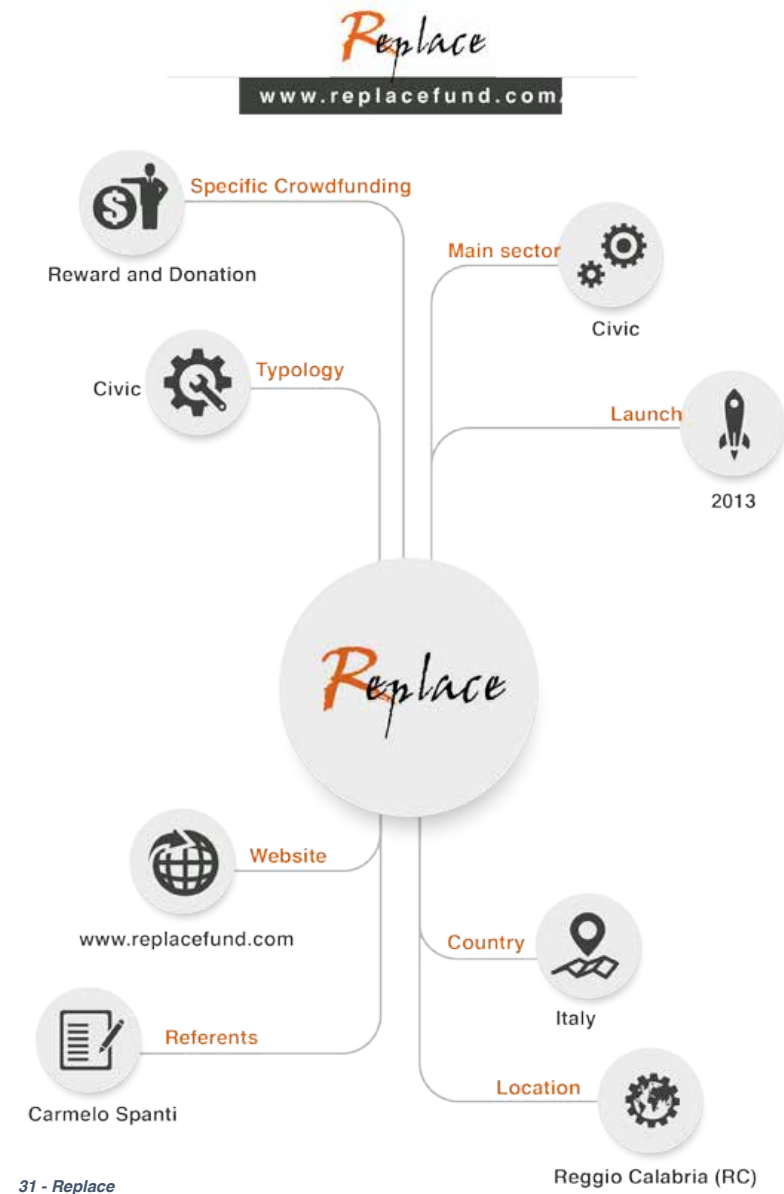 Replace
www.replacefund.com
Specific Crowdfunding
Reward and Donation
Main sector
Civic
Typology
Civic
Launch
2013
Replace
Website
www.replacefund.com
Country
Italy
Referents
Carmelo Spanti
Location
Reggio Calabria (RC)
31 - Replace